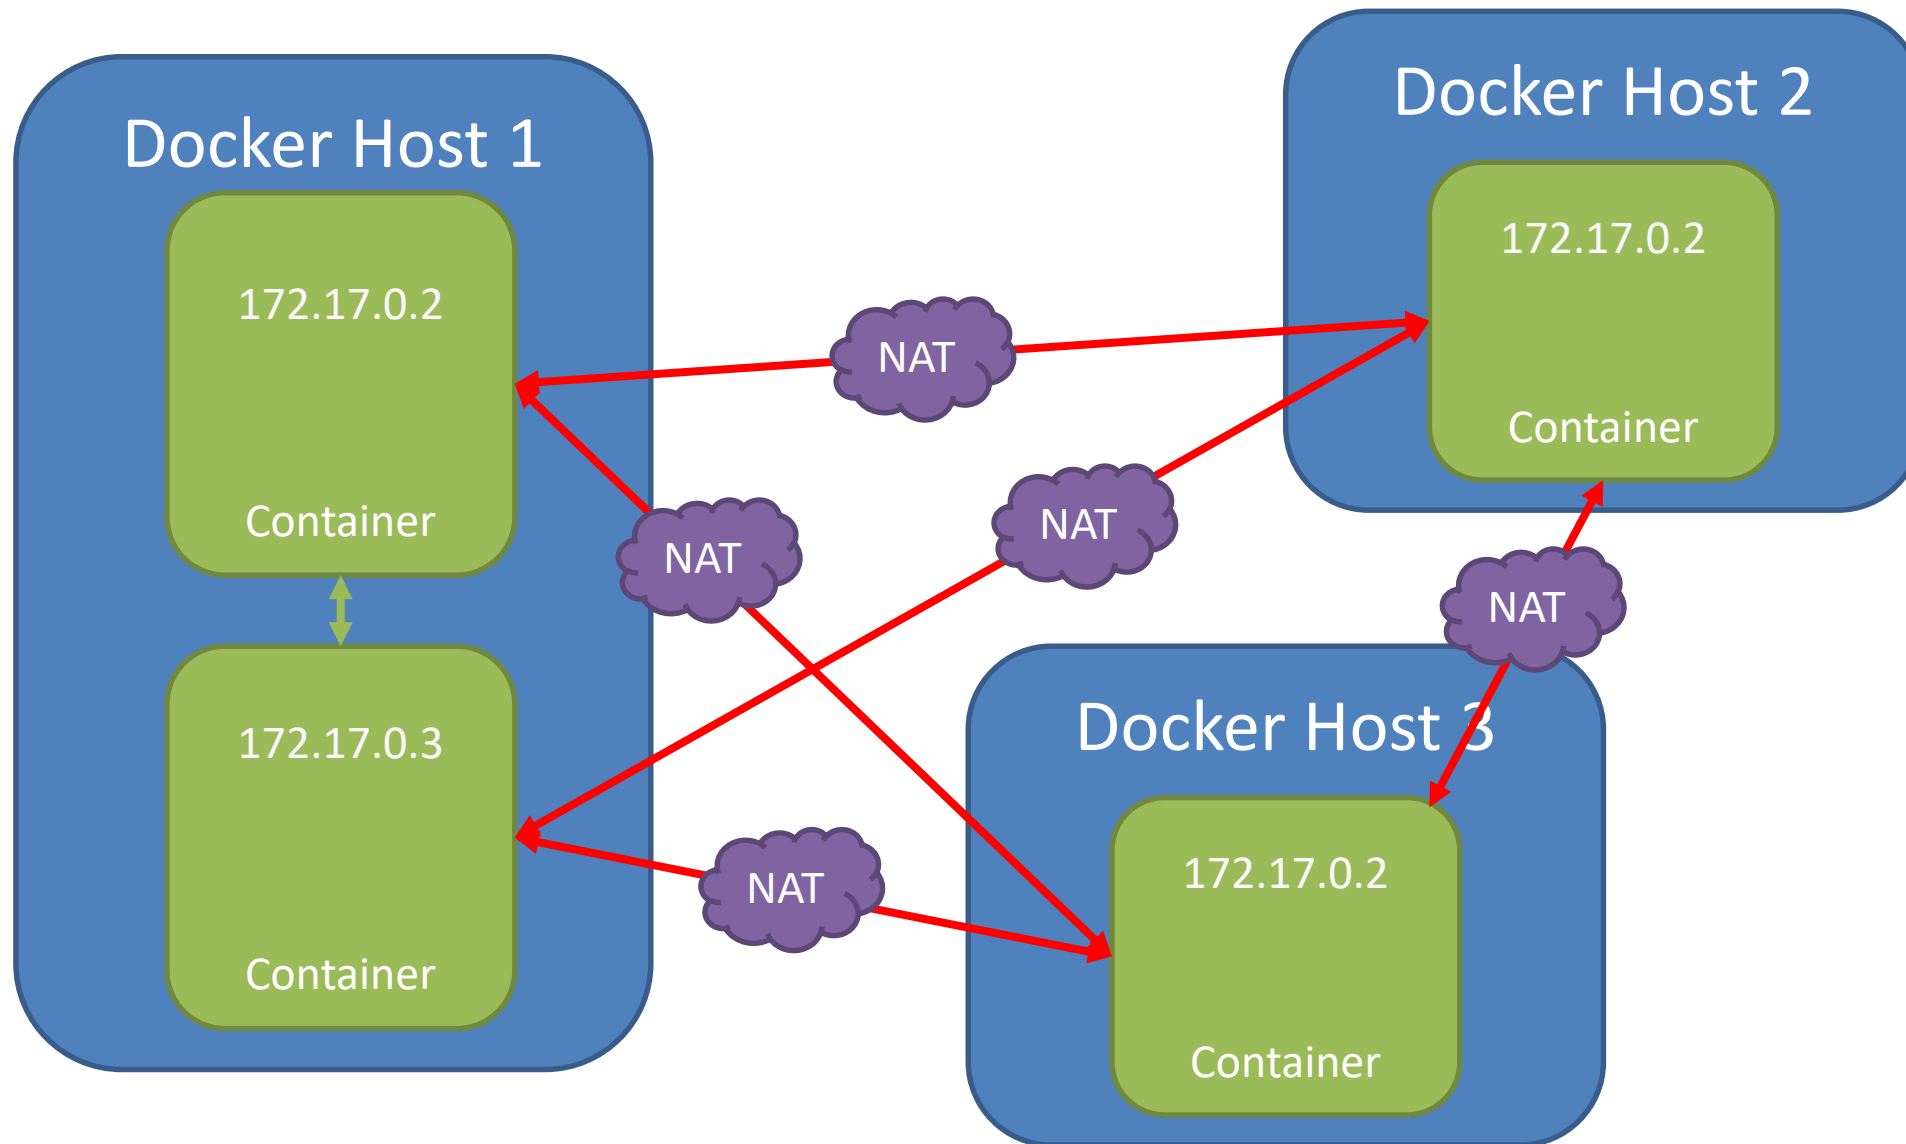 Docker Host 1
172.17.0.2
Container
172.17.0.3
Container
NAT
NAT
NAT
NAT
NAT
Docker Host 2
172.17.0.2
Container
Docker Host 3
172.17.0.2
Container